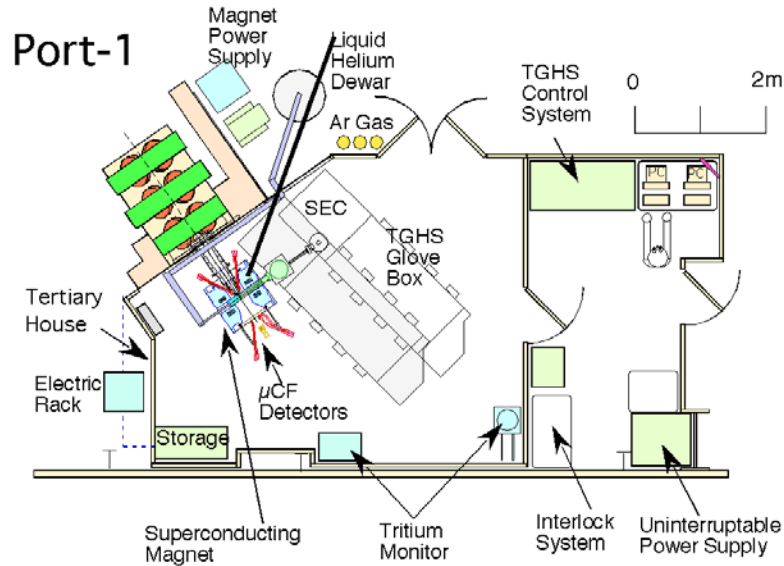 Port-1
Magnet
Power
Supply
Liquid
Helium
Dewar
Ar Gas
TGHS
Control
System
0
2m
PC
PC
SEC
TGHS
Glove
Box
Tertiary
House
Electric
Rack
Storage
μCF
Detectors
Superconducting
Magnet
Tritium
Monitor
Interlock
System
Uninterruptable
Power Supply